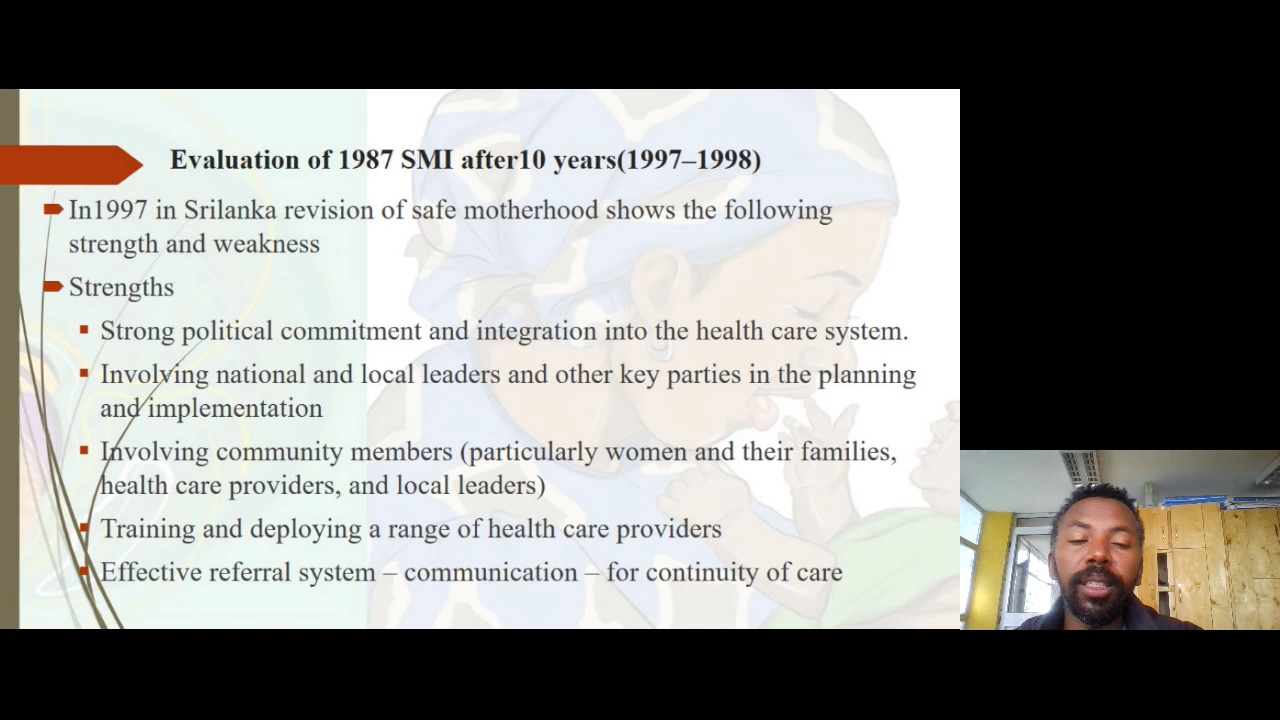 Evaluation of 1987 SMI after10 years(1997–1998)
In1997 in Srilanka revision of safe motherhood shows the following
strength and weakness
Strengths
Strong political commitment and integration into the health care system.
Involving national and local leaders and other key parties in the planning
and implementation
Involving community members (particularly women and their families,
health care providers, and local leaders)
Training and deploying a range of health care providers
Effective referral system – communication – for continuity of care